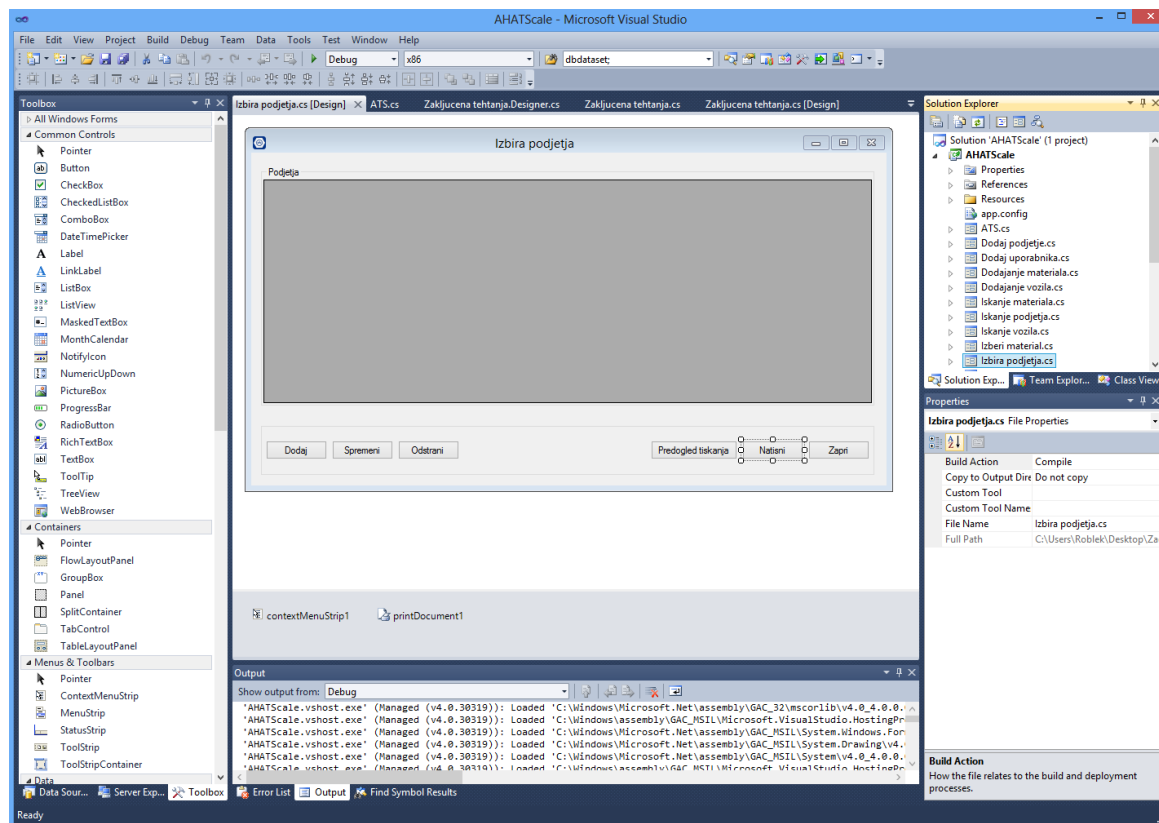 AHATScale - Microsoft Visual Studio
File Edit View Project Build Debug Team Data Tools Test Window Help
Debug x86 dbdataset;
Toolbox
All Windows Forms
Common Controls
Pointer
Button
CheckBox
CheckedListBox
ComboBox
DateTimePicker
Label
LinkLabel
ListBox
ListView
MaskedTextBox
MonthCalendar
NotifyIcon
NumericUpDown
PictureBox
ProgressBar
RadioButton
RichTextBox
TextBox
ToolTip
TreeView
WebBrowser
Containers
Pointer
FlowLayoutPanel
GroupBox
Panel
SplitContainer
TabControl
TableLayoutPanel
Menus & Toolbars
Pointer
ContextMenuStrip
MenuStrip
StatusStrip
ToolStrip
ToolStripContainer
Data
Data Sour... Server Exp... Toolbox
Izbira podjetja.cs [Design] ATS.cs Zakljucena tehtanja.Designer.cs Zakljucena tehtanja.cs Zakljucena tehtanja.cs [Design]
Izbira podjetja
Podjetja
Dodaj Spremeni Odstrani Predogled tiskanja Natisni Zapri
contextMenuStrip1 printDocument1
Output
Show output from: Debug
'AHATScale.vshost.exe' (Managed (v4.0.30319)): Loaded 'C:\Windows\Microsoft.Net\assembly\GAC_32\mscorlib\v4.0_4.0.0.
'AHATScale.vshost.exe' (Managed (v4.0.30319)): Loaded 'C:\Windows\assembly\GAC_MSIL\Microsoft.VisualStudio.HostingPr
'AHATScale.vshost.exe' (Managed (v4.0.30319)): Loaded 'C:\Windows\Microsoft.Net\assembly\GAC_MSIL\System.Windows.For
'AHATScale.vshost.exe' (Managed (v4.0.30319)): Loaded 'C:\Windows\Microsoft.Net\assembly\GAC_MSIL\System.Drawing\v4.
'AHATScale.vshost.exe' (Managed (v4.0.30319)): Loaded 'C:\Windows\Microsoft.Net\assembly\GAC_MSIL\System\v4.0_4.0.0.
'AHATScale.vshost.exe' (Managed (v4.0.30319)): Loaded 'C:\Windows\assembly\GAC_MSIL\Microsoft.VisualStudio.HostingPr
Error List Output Find Symbol Results
Solution Explorer
Solution 'AHATScale' (1 project)
AHATScale
Properties
References
Resources
app.config
ATS.cs
Dodaj podjetje.cs
Dodaj uporabnika.cs
Dodajanje materiala.cs
Dodajanje vozila.cs
Iskanje materiala.cs
Iskanje podjetja.cs
Iskanje vozila.cs
Izberi material.cs
Izbira podjetja.cs
Solution Exp... Team Explor... Class View
Properties
Izbira podjetja.cs File Properties
Build Action Compile
Copy to Output Dire Do not copy
Custom Tool
Custom Tool Name
File Name Izbira podjetja.cs
Full Path C:\Users\Roblek\Desktop\Za
Build Action
How the file relates to the build and deployment
processes.
Ready